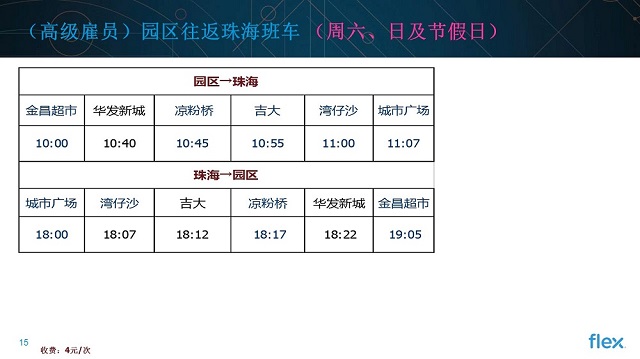 （高级雇员）园区往返珠海班车（周六、日及节假日）
园区→珠海
金昌超市 华发新城 凉粉桥 吉大 湾仔沙 城市广场
10:00 10:40 10:45 10:55 11:00 11:07
珠海→园区
城市广场 湾仔沙 吉大 凉粉桥 华发新城 金昌超市
18:00 18:07 18:12 18:17 18:22 19:05
15
收费：4元/次
flex